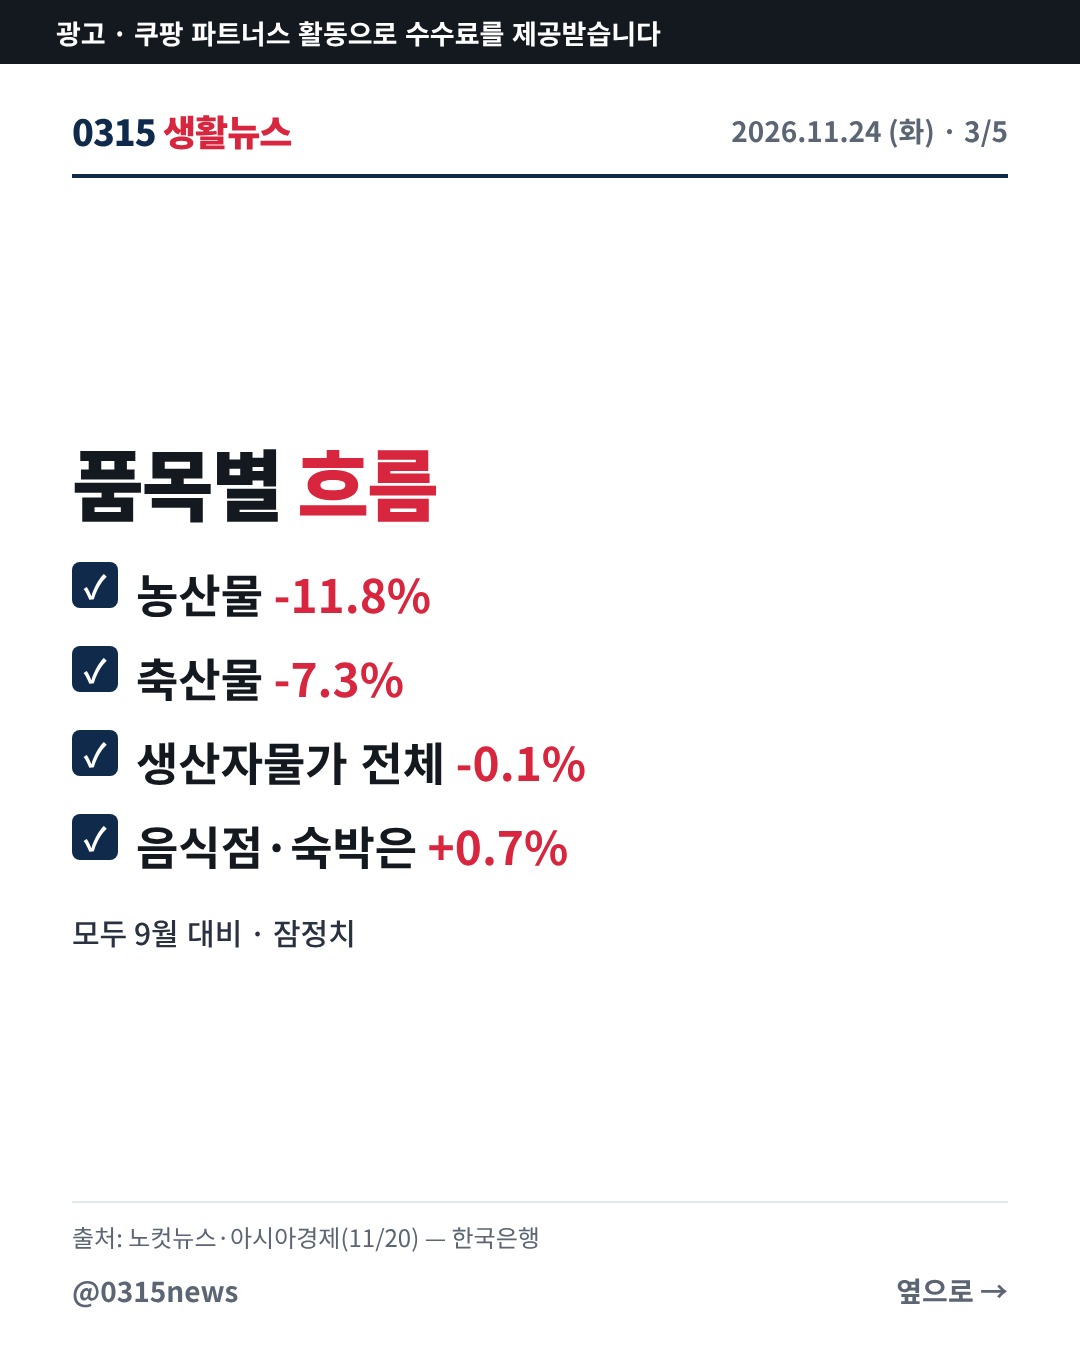 광고 · 쿠팡 파트너스 활동으로 수수료를 제공받습니다
0315 생활뉴스
2026.11.24 (화) · 3/5
품목별 흐름
✓ 농산물 -11.8%
✓ 축산물 -7.3%
✓ 생산자물가 전체 -0.1%
✓ 음식점·숙박은 +0.7%
모두 9월 대비 · 잠정치
출처: 노컷뉴스·아시아경제(11/20) — 한국은행
@0315news
옆으로 →